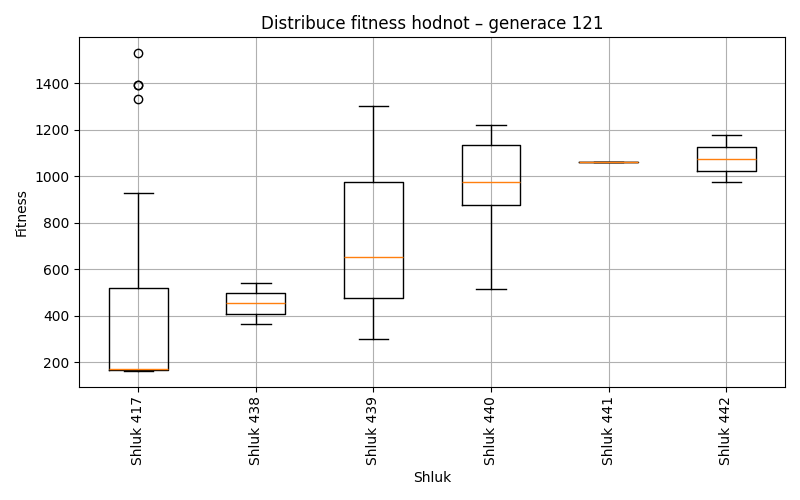 Distribuce fitness hodnot – generace 121
Fitness
1400
1200
1000
800
600
400
200
Shluk 417
Shluk 438
Shluk 439
Shluk 440
Shluk 441
Shluk 442
Shluk